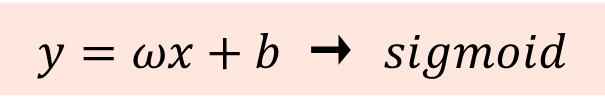 y = ωx + b → sigmoid